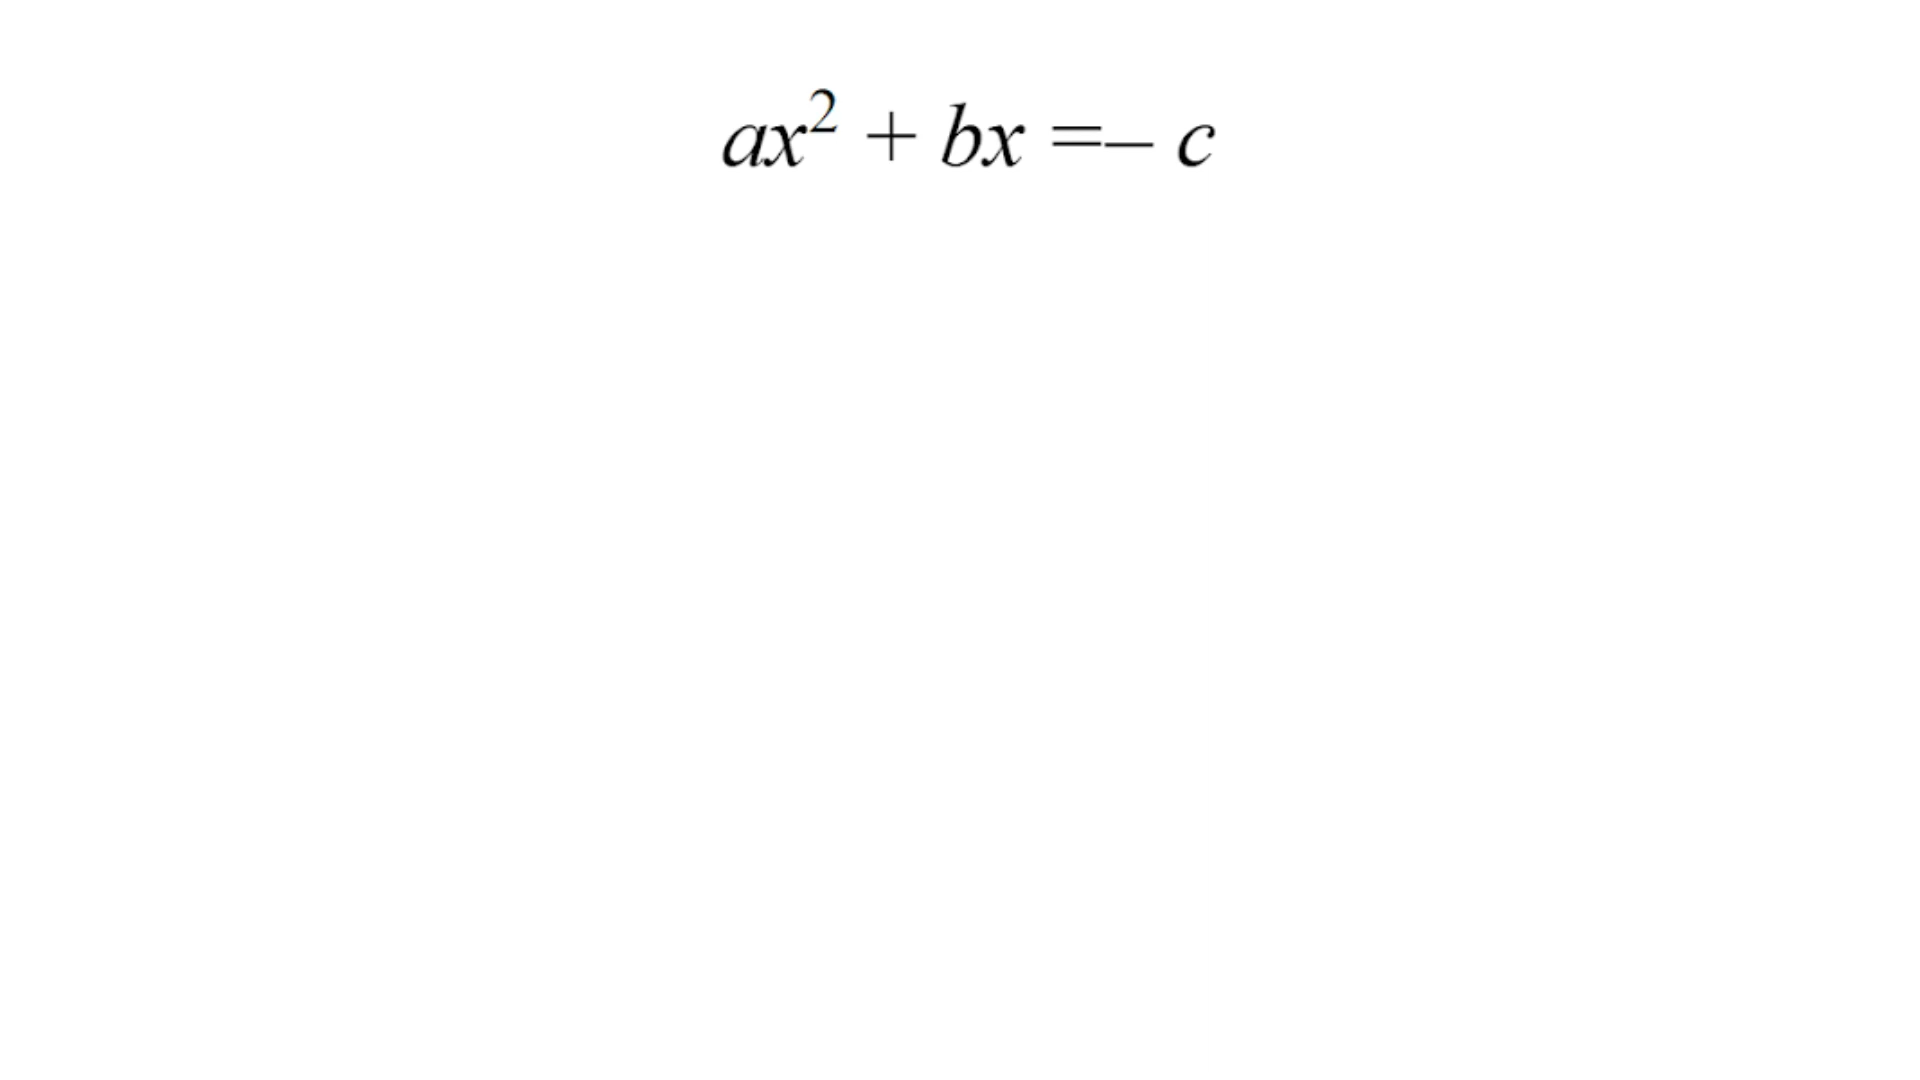 ax² + bx =– c